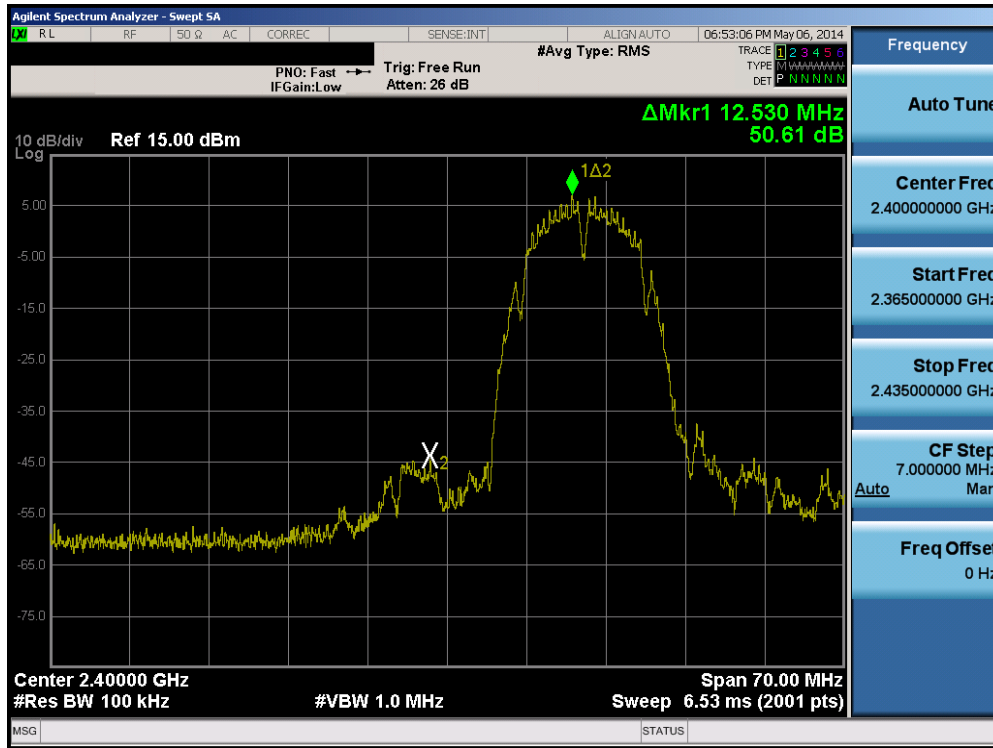 Agilent Spectrum Analyzer - Swept SA
LXI RL RF 50 Ω AC CORREC SENSE:INT ALIGN AUTO 06:53:06 PM May 06, 2014
#Avg Type: RMS TRACE 1 2 3 4 5 6
PNO: Fast Trig: Free Run TYPE M WWWWW
IFGain:Low Atten: 26 dB DET P N N N N N
ΔMkr1 12.530 MHz
50.61 dB
10 dB/div Ref 15.00 dBm
Log
1Δ2
5.00
-5.00
-15.0
-25.0
-35.0
-45.0
X2
-55.0
-65.0
-75.0
Center 2.40000 GHz Span 70.00 MHz
#Res BW 100 kHz #VBW 1.0 MHz Sweep 6.53 ms (2001 pts)
MSG STATUS
Frequency
Auto Tune
Center Freq
2.400000000 GHz
Start Freq
2.365000000 GHz
Stop Freq
2.435000000 GHz
CF Step
7.000000 MHz
Auto Man
Freq Offset
0 Hz